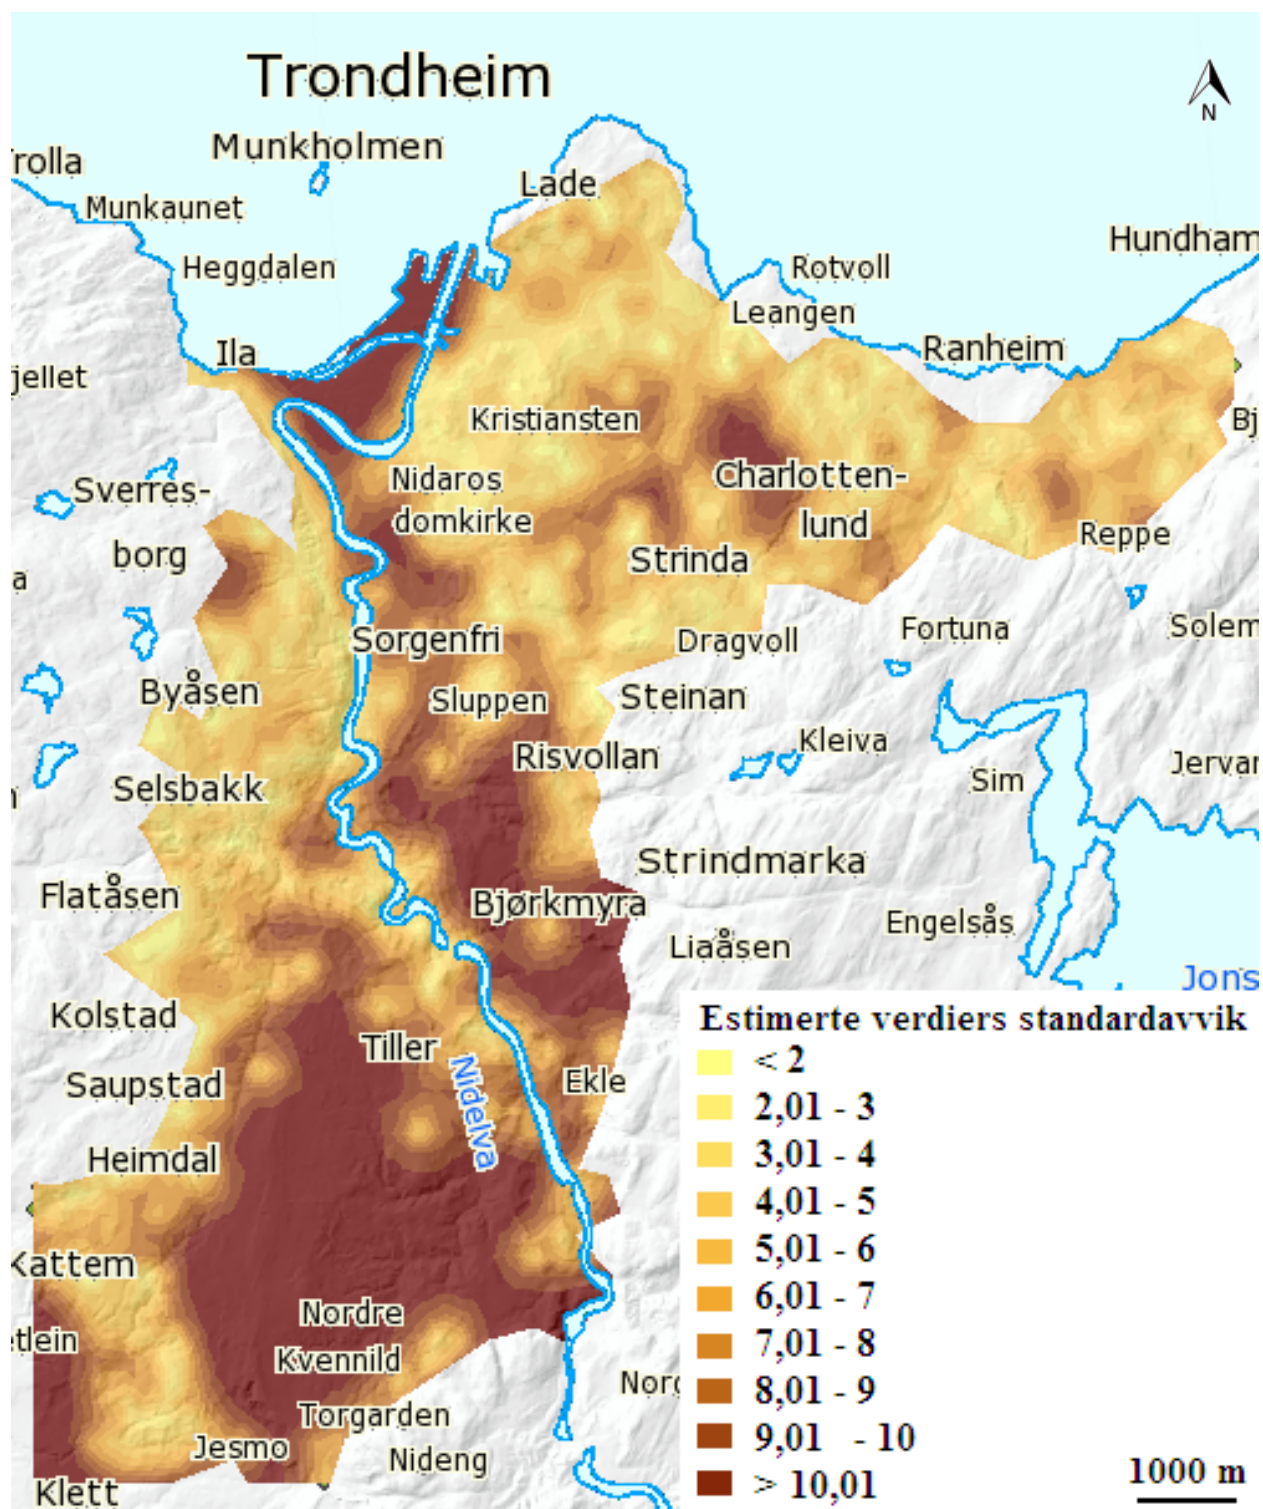 Trondheim
N
Munkholmen
rolla
Lade
Munkaunet
Hundham
Heggdalen
Rotvoll
Leangen
Ila
Ranheim
jellet
Kristiansten
Bj
Nidaros
domkirke
Charlotten-
lund
Sverres-
borg
Reppe
Strinda
a
Fortuna
Solem
Sorgenfri
Dragvoll
Byåsen
Sluppen
Steinan
Risvollan
Kleiva
Jervan
Selsbakk
Sim
Strindmarka
Flatåsen
Bjørkmyra
Engelsås
Liaåsen
Jons
Kolstad
Tiller
Saupstad
Ekle
Nidelva
Heimdal
Kattem
Nordre
Kvennild
tlein
Nord
Torgarden
Jesmo
Nideng
Klett
Estimerte verdiers standardavvik
< 2
2,01 - 3
3,01 - 4
4,01 - 5
5,01 - 6
6,01 - 7
7,01 - 8
8,01 - 9
9,01 - 10
> 10,01
1000 m